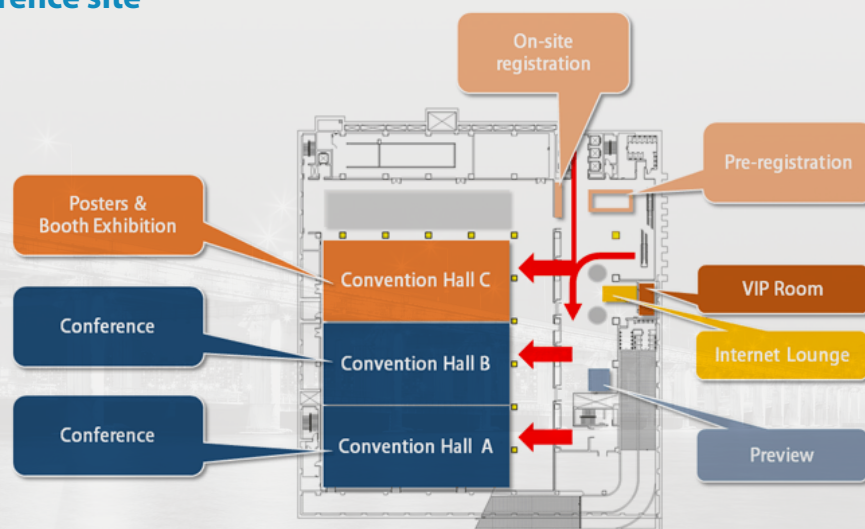 site
On-site
registration
Pre-registration
Posters &
Booth Exhibition
Convention Hall C
VIP Room
Conference
Convention Hall B
Internet Lounge
Conference
Convention Hall A
Preview